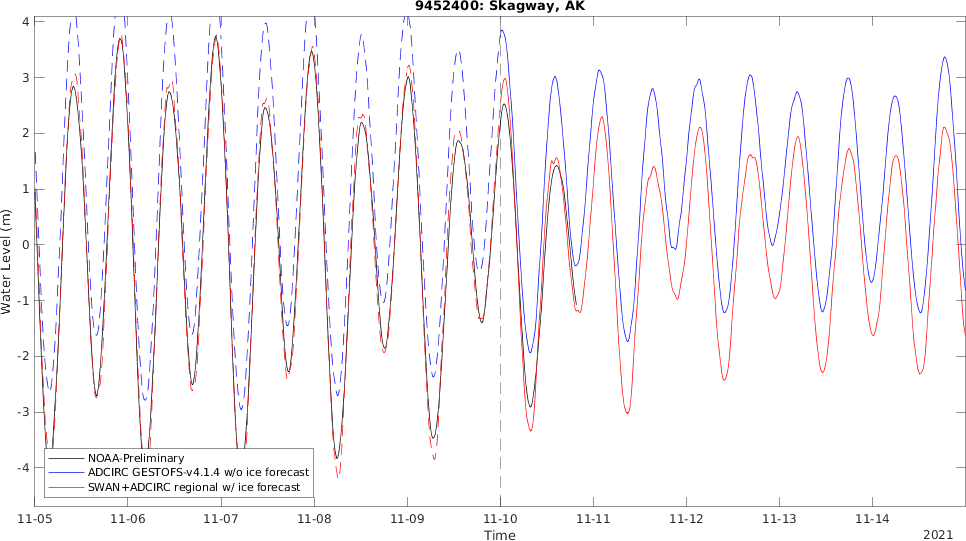 9452400: Skagway, AK
4
3
2
1
0
-1
-2
-3
-4
Water Level (m)
NOAA-Preliminary
ADCIRC GESTOFS-v4.1.4 w/o ice forecast
SWAN+ADCIRC regional w/ ice forecast
11-05 11-06 11-07 11-08 11-09 11-10 11-11 11-12 11-13 11-14
Time
2021